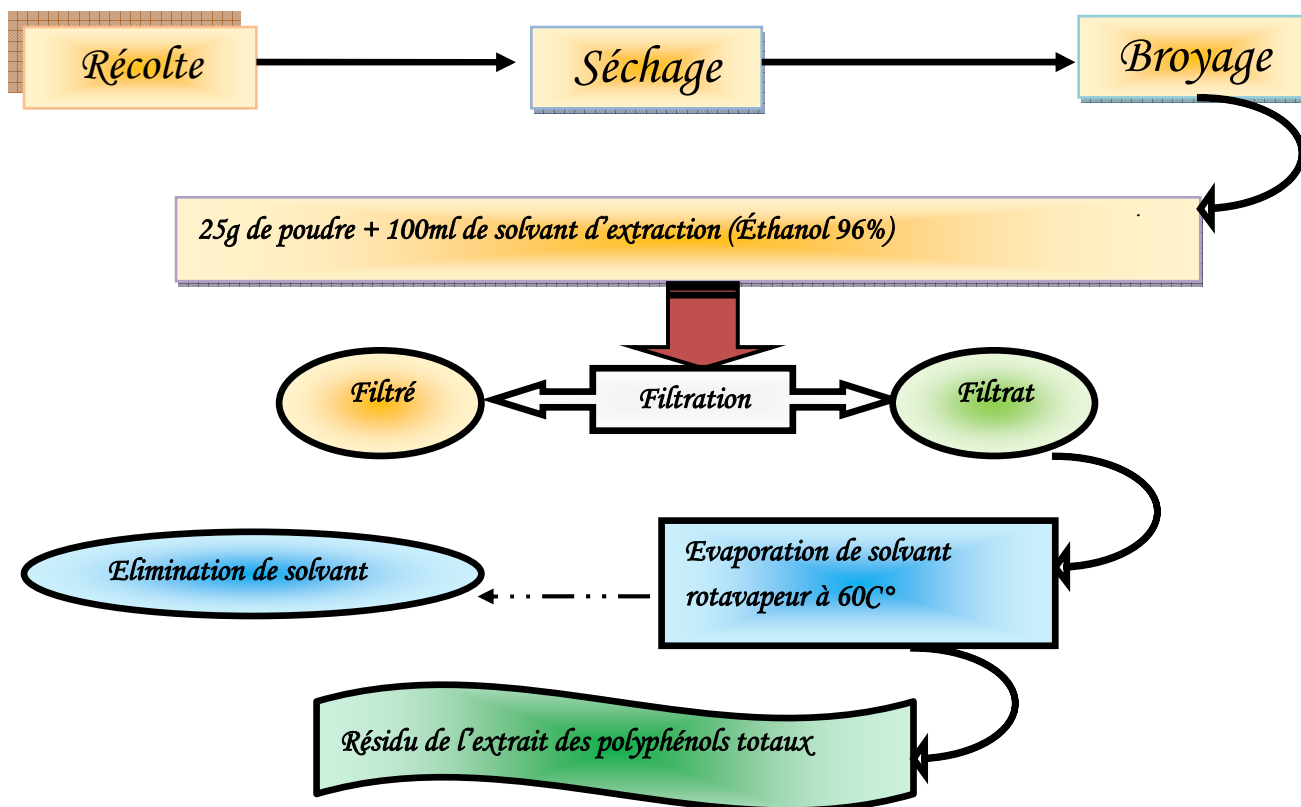 Récolte
Séchage
Broyage
25g de poudre + 100ml de solvant d'extraction (Éthanol 96%)
Filtré
Filtration
Filtrat
Elimination de solvant
Evaporation de solvant
rotavapeur à 60C°
Résidu de l'extrait des polyphénols totaux